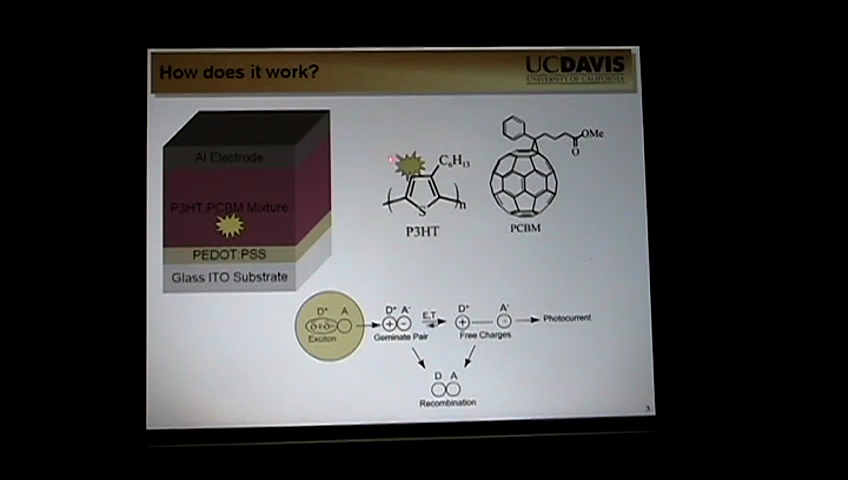 How does it work?
UCDAVIS
UNIVERSITY OF CALIFORNIA
Al Electrode
P3HT:PCBM Mixture
PEDOT:PSS
Glass ITO Substrate
C6H13
S
n
P3HT
OMe
O
PCBM
D* A
δ+δ-
Exciton
D+ A-
+ -
Geminate Pair
E.T
D+ A-
+ -
Free Charges
Photocurrent
D A
Recombination
3